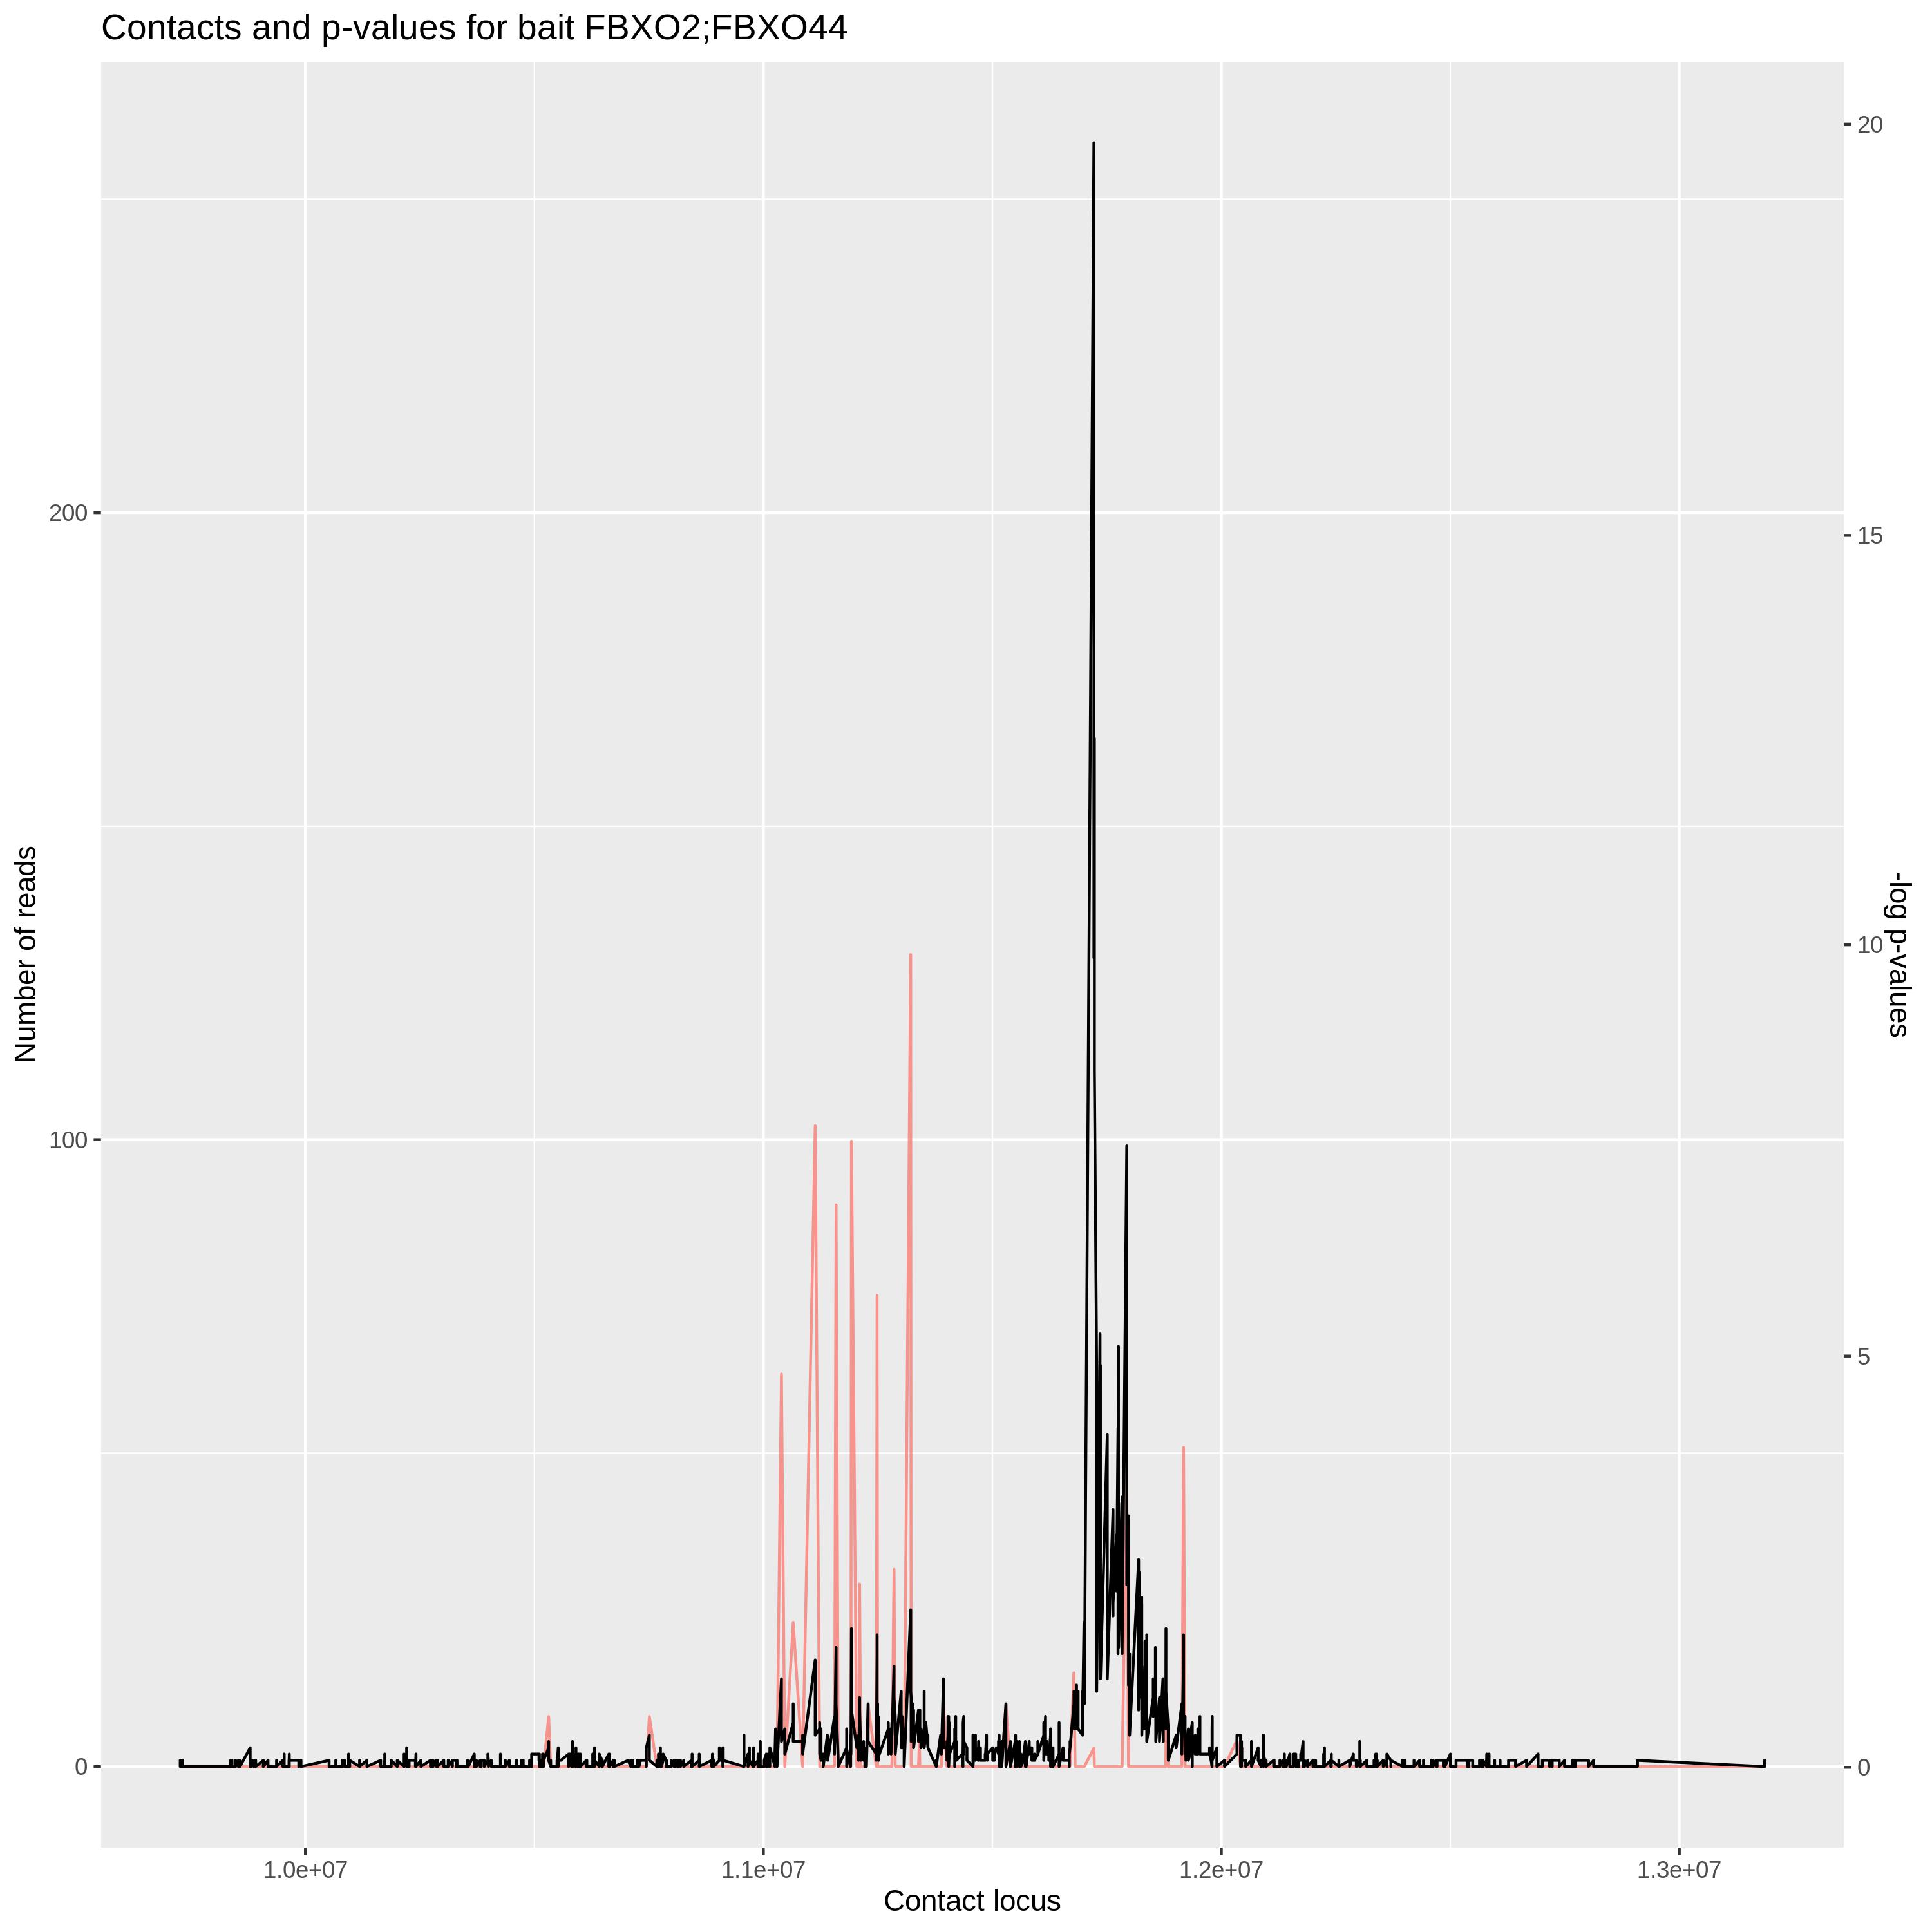 Contacts and p-values for bait FBXO2;FBXO44
Number of reads
200
100
0
20
15
10
5
0
-log p-values
1.0e+07
1.1e+07
1.2e+07
1.3e+07
Contact locus